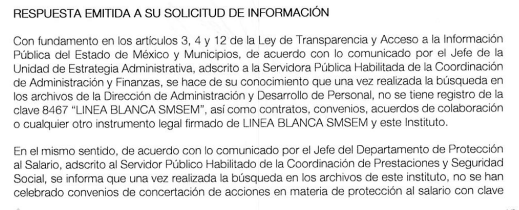 RESPUESTA EMITIDA A SU SOLICITUD DE INFORMACIÓN
Con fundamento en los artículos 3, 4 y 12 de la Ley de Transparencia y Acceso a la Información
Pública del Estado de México y Municipios, de acuerdo con lo comunicado por el Jefe de la
Unidad de Estrategia Administrativa, adscrito a la Servidora Pública Habilitada de la Coordinación
de Administración y Finanzas, se hace de su conocimiento que una vez realizada la búsqueda en
los archivos de la Dirección de Administración y Desarrollo de Personal, no se tiene registro de la
clave 8467 "LINEA BLANCA SMSEM", así como contratos, convenios, acuerdos de colaboración
o cualquier otro instrumento legal firmado de LINEA BLANCA SMSEM y este Instituto.
En el mismo sentido, de acuerdo con lo comunicado por el Jefe del Departamento de Protección
al Salario, adscrito al Servidor Público Habilitado de la Coordinación de Prestaciones y Seguridad
Social, se informa que una vez realizada la búsqueda en los archivos de este instituto, no se han
celebrado convenios de concertación de acciones en materia de protección al salario con clave